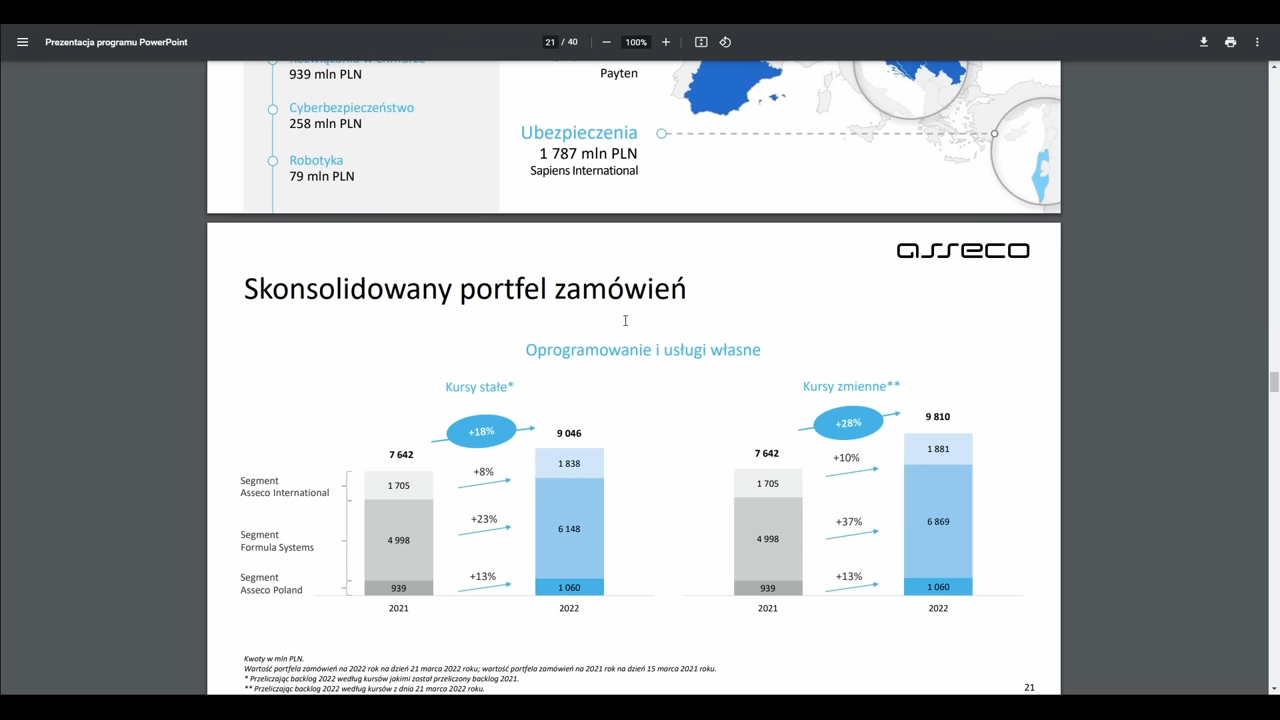 Prezentacja programu PowerPoint
21 / 40
100%
939 mln PLN
Cyberbezpieczeństwo
258 mln PLN
Robotyka
79 mln PLN
Payten
Ubezpieczenia
1 787 mln PLN
Sapiens International
asseco
Skonsolidowany portfel zamówień
Oprogramowanie i usługi własne
Kursy stałe*
Kursy zmienne**
+18%
7 642
9 046
+28%
7 642
9 810
Segment
Asseco International
1 705
+8%
1 838
1 705
+10%
1 881
Segment
Formula Systems
4 998
+23%
6 148
4 998
+37%
6 869
Segment
Asseco Poland
939
+13%
1 060
939
+13%
1 060
2021
2022
2021
2022
Kwoty w mln PLN.
Wartość portfela zamówień na 2022 rok na dzień 21 marca 2022 roku; wartość portfela zamówień na 2021 rok na dzień 15 marca 2021 roku.
* Przeliczając backlog 2022 według kursów jakimi został przeliczony backlog 2021.
** Przeliczając backlog 2022 według kursów z dnia 21 marca 2022 roku.
21